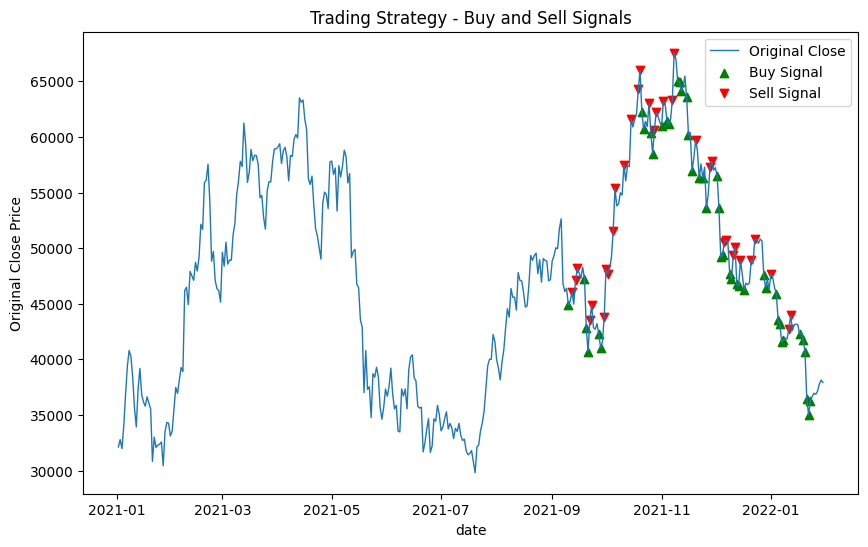 Trading Strategy - Buy and Sell Signals
Original Close
Buy Signal
Sell Signal
Original Close Price
65000
60000
55000
50000
45000
40000
35000
30000
2021-01
2021-03
2021-05
2021-07
2021-09
2021-11
2022-01
date